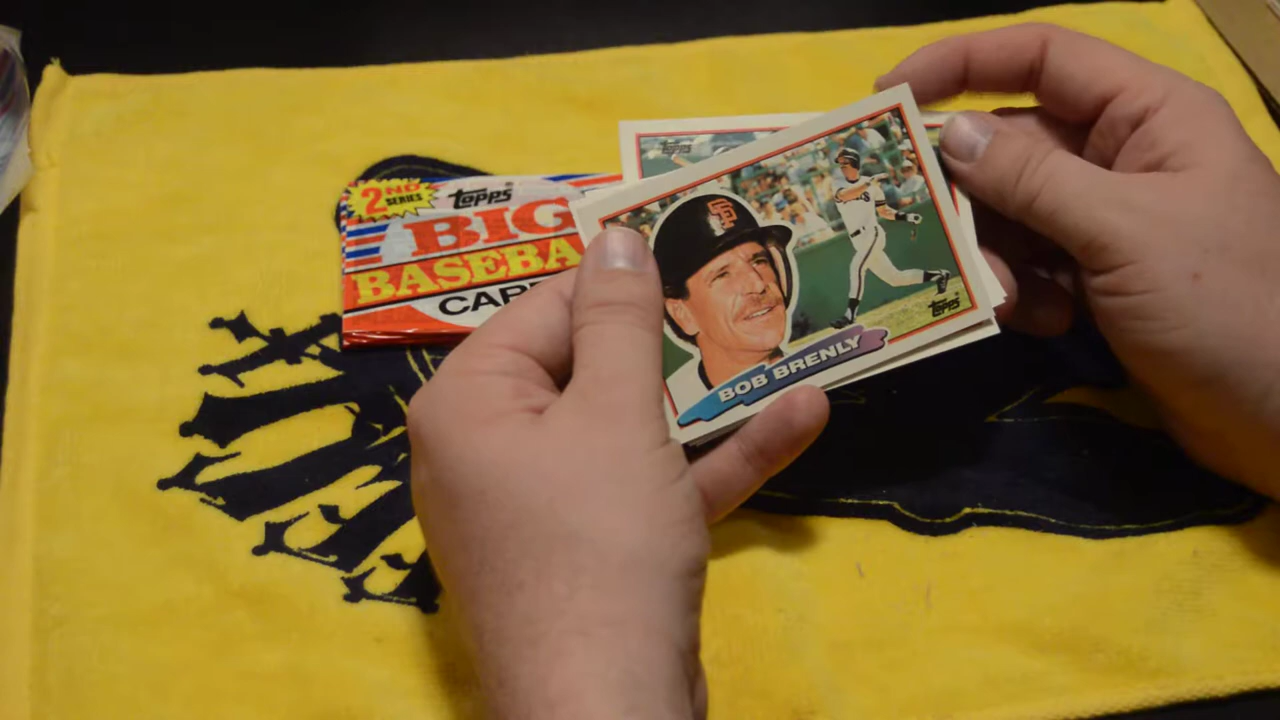 2ND
SERIES
Topps
BIG
BASEBA
CAR
Topps
SF
Topps
BOB BRENLY